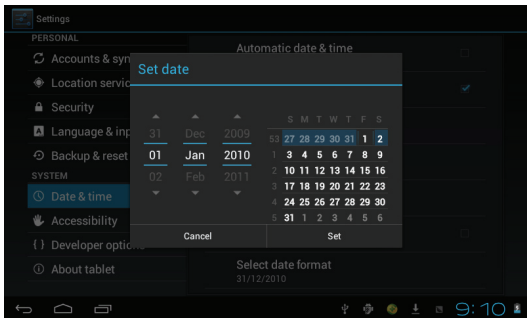 Settings
PERSONAL
Accounts & syn
Location servic
Security
Language & inp
Backup & reset
SYSTEM
Date & time
Accessibility
{ } Developer optio
About tablet
Automatic date & time
Set date
31 Dec 2009
01 Jan 2010
02 Feb 2011
S M T W T F S
53 27 28 29 30 31 1 2
1 3 4 5 6 7 8 9
2 10 11 12 13 14 15 16
3 17 18 19 20 21 22 23
4 24 25 26 27 28 29 30
5 31 1 2 3 4 5 6
Cancel Set
Select date format
31/12/2010
9:10